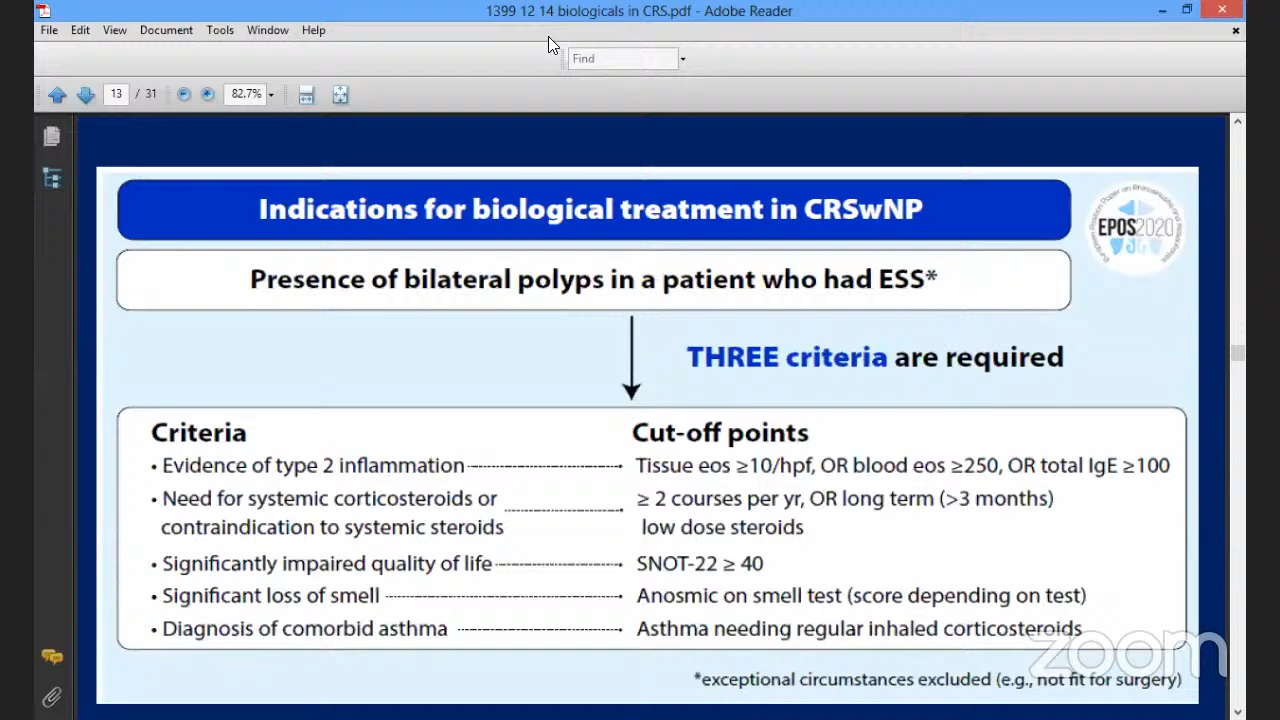 1399 12 14 biologicals in CRS.pdf - Adobe Reader
File Edit View Document Tools Window Help
Find
13 / 31 82.7%
Indications for biological treatment in CRSwNP
EPOS2020
Presence of bilateral polyps in a patient who had ESS*
THREE criteria are required
Criteria Cut-off points
• Evidence of type 2 inflammation Tissue eos ≥10/hpf, OR blood eos ≥250, OR total IgE ≥100
• Need for systemic corticosteroids or ≥ 2 courses per yr, OR long term (>3 months)
contraindication to systemic steroids low dose steroids
• Significantly impaired quality of life SNOT-22 ≥ 40
• Significant loss of smell Anosmic on smell test (score depending on test)
• Diagnosis of comorbid asthma Asthma needing regular inhaled corticosteroids
zoom
*exceptional circumstances excluded (e.g., not fit for surgery)